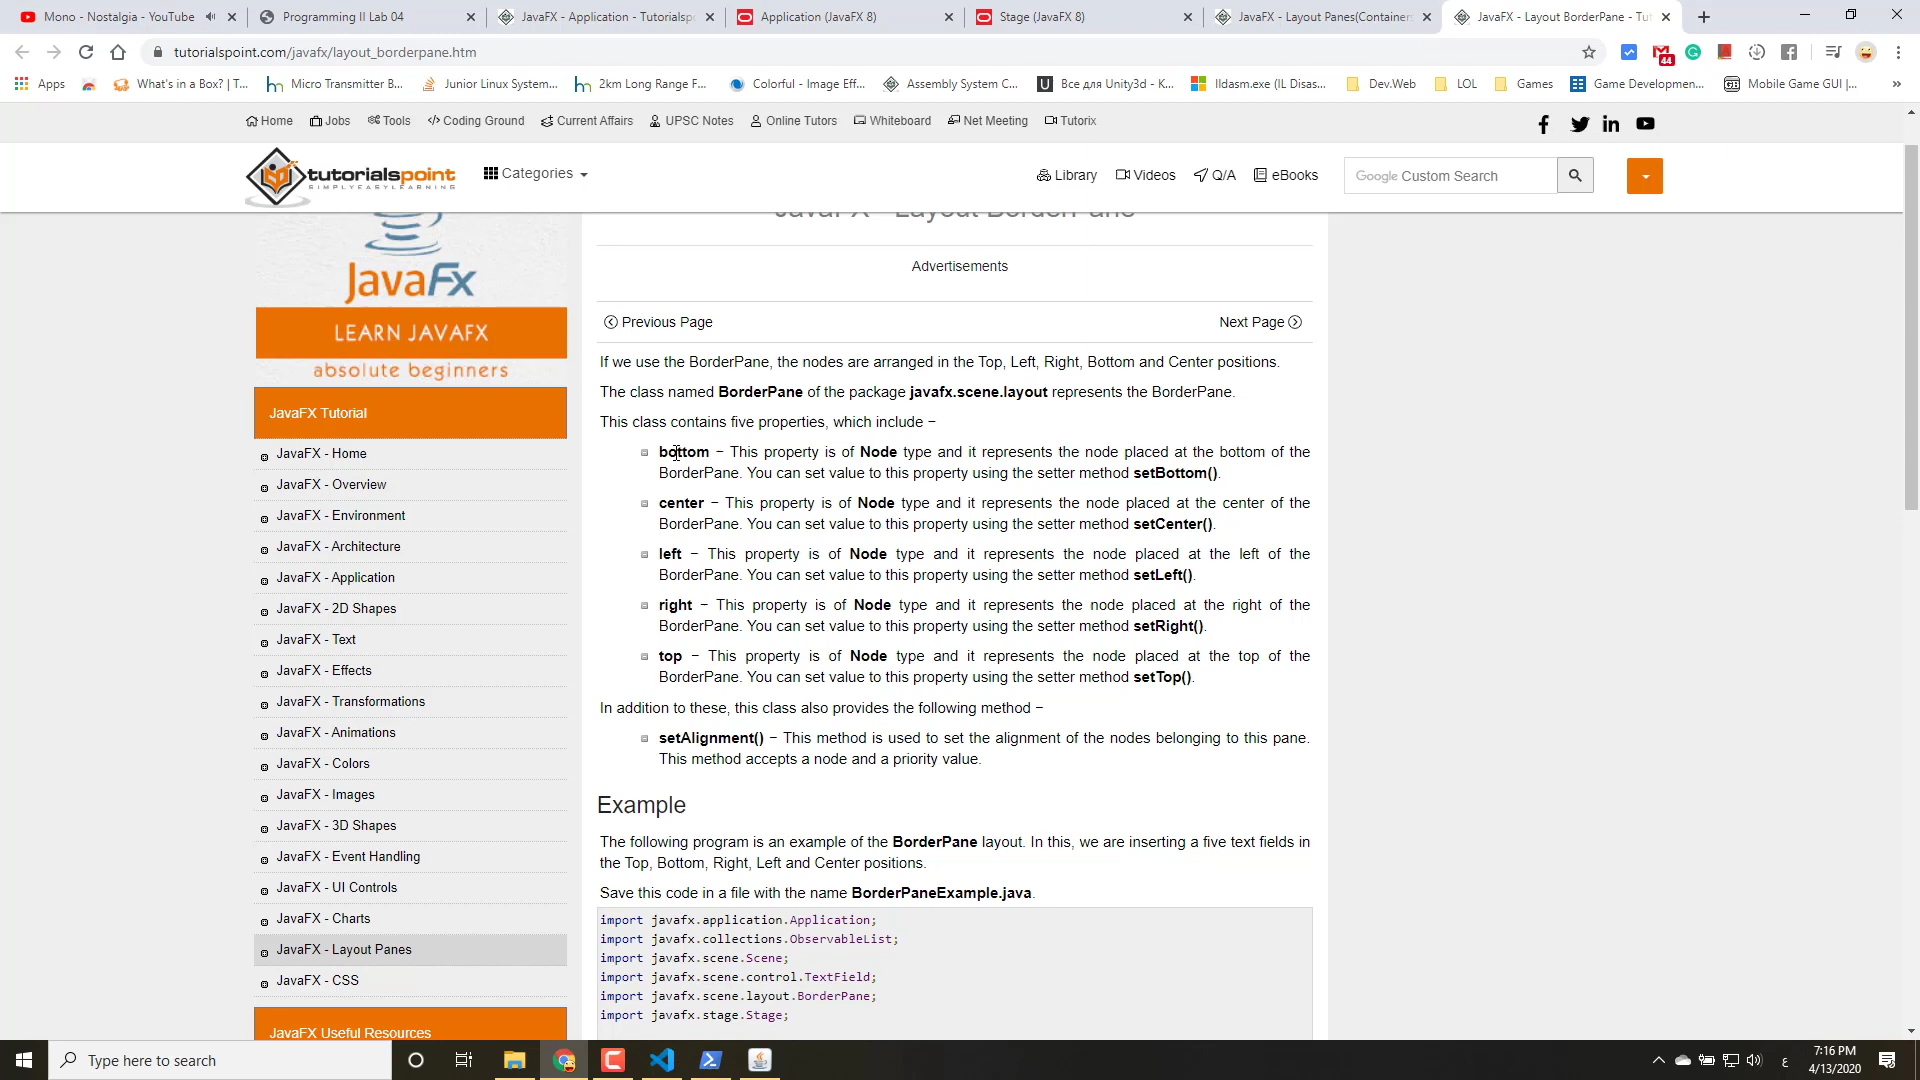 Mono - Nostalgia - YouTube
Programming II Lab 04
JavaFX - Application - Tutorialsp
Application (JavaFX 8)
Stage (JavaFX 8)
JavaFX - Layout Panes(Container
JavaFX - Layout BorderPane - Tu
tutorialspoint.com/javafx/layout_borderpane.htm
44
Apps
What's in a Box? | T...
Micro Transmitter B...
Junior Linux System...
2km Long Range F...
Colorful - Image Eff...
Assembly System C...
Все для Unity3d - K...
Ildasm.exe (IL Disas...
Dev.Web
LOL
Games
Game Developmen...
Mobile Game GUI |...
»
Home
Jobs
Tools
Coding Ground
Current Affairs
UPSC Notes
Online Tutors
Whiteboard
Net Meeting
Tutorix
tutorialspoint
SIMPLYEASYLEARNING
Categories
Library
Videos
Q/A
eBooks
Google Custom Search
JavaFX - Layout BorderPane
JavaFx
LEARN JAVAFX
absolute beginners
JavaFX Tutorial
JavaFX - Home
JavaFX - Overview
JavaFX - Environment
JavaFX - Architecture
JavaFX - Application
JavaFX - 2D Shapes
JavaFX - Text
JavaFX - Effects
JavaFX - Transformations
JavaFX - Animations
JavaFX - Colors
JavaFX - Images
JavaFX - 3D Shapes
JavaFX - Event Handling
JavaFX - UI Controls
JavaFX - Charts
JavaFX - Layout Panes
JavaFX - CSS
JavaFX Useful Resources
Advertisements
Previous Page
Next Page
If we use the BorderPane, the nodes are arranged in the Top, Left, Right, Bottom and Center positions.
The class named BorderPane of the package javafx.scene.layout represents the BorderPane.
This class contains five properties, which include −
bottom − This property is of Node type and it represents the node placed at the bottom of the
BorderPane. You can set value to this property using the setter method setBottom().
center − This property is of Node type and it represents the node placed at the center of the
BorderPane. You can set value to this property using the setter method setCenter().
left − This property is of Node type and it represents the node placed at the left of the
BorderPane. You can set value to this property using the setter method setLeft().
right − This property is of Node type and it represents the node placed at the right of the
BorderPane. You can set value to this property using the setter method setRight().
top − This property is of Node type and it represents the node placed at the top of the
BorderPane. You can set value to this property using the setter method setTop().
In addition to these, this class also provides the following method −
setAlignment() − This method is used to set the alignment of the nodes belonging to this pane.
This method accepts a node and a priority value.
Example
The following program is an example of the BorderPane layout. In this, we are inserting a five text fields in
the Top, Bottom, Right, Left and Center positions.
Save this code in a file with the name BorderPaneExample.java.
import javafx.application.Application;
import javafx.collections.ObservableList;
import javafx.scene.Scene;
import javafx.scene.control.TextField;
import javafx.scene.layout.BorderPane;
import javafx.stage.Stage;
Type here to search
ع
7:16 PM
4/13/2020